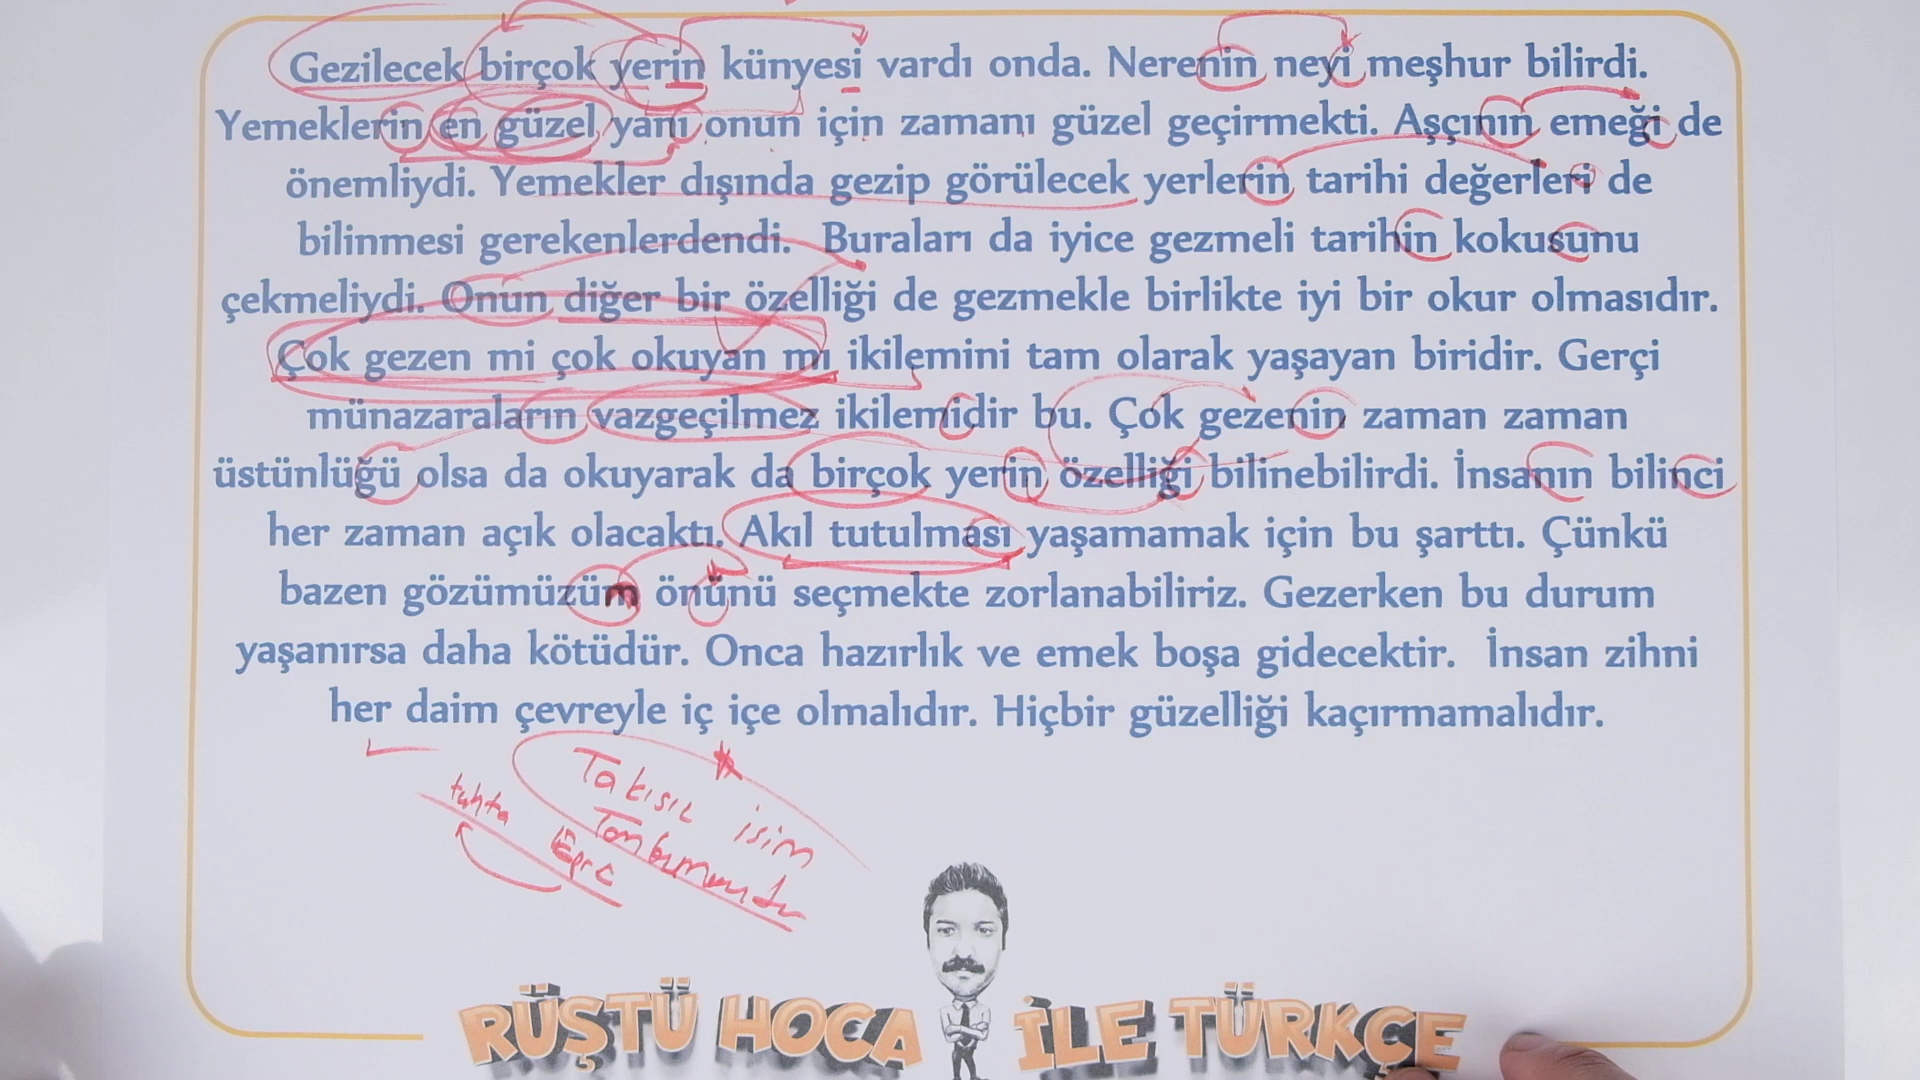 Gezilecek birçok yerin künyesi vardı onda. Nerenin neyi meşhur bilirdi.
Yemeklerin en güzel yanı onun için zamanı güzel geçirmekti. Aşçının emeği de
önemliydi. Yemekler dışında gezip görülecek yerlerin tarihi değerleri de
bilinmesi gerekenlerdendi. Buraları da iyice gezmeli tarihin kokusunu
çekmeliydi. Onun diğer bir özelliği de gezmekle birlikte iyi bir okur olmasıdır.
Çok gezen mi çok okuyan mı ikilemini tam olarak yaşayan biridir. Gerçi
münazaraların vazgeçilmez ikilemidir bu. Çok gezenin zaman zaman
üstünlüğü olsa da okuyarak da birçok yerin özelliği bilinebilirdi. İnsanın bilinci
her zaman açık olacaktı. Akıl tutulması yaşamamak için bu şarttı. Çünkü
bazen gözümüzün önünü seçmekte zorlanabiliriz. Gezerken bu durum
yaşanırsa daha kötüdür. Onca hazırlık ve emek boşa gidecektir. İnsan zihni
her daim çevreyle iç içe olmalıdır. Hiçbir güzelliği kaçırmamalıdır.
Takısız isim
tahta
RÜŞTÜ HOCA İLE TÜRKÇE